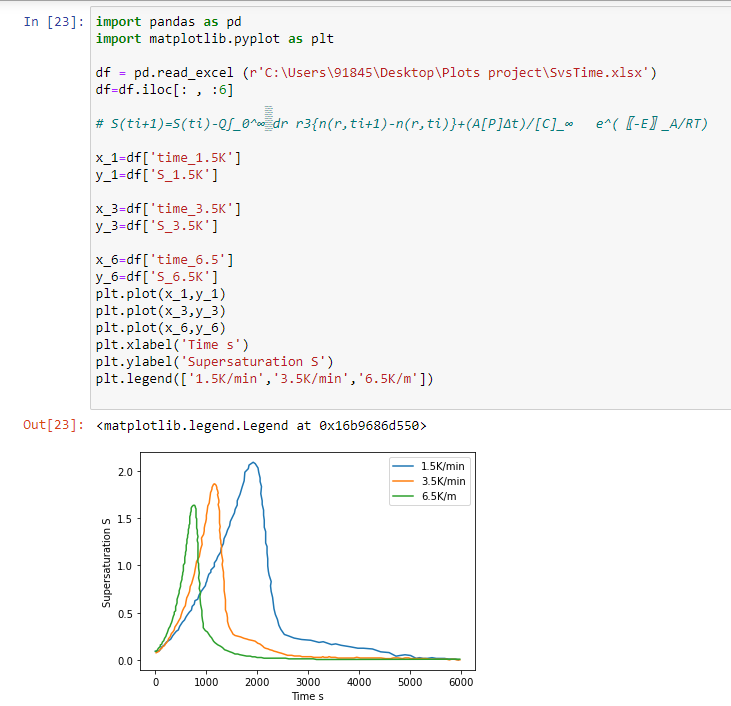 In [23]:
import pandas as pd
import matplotlib.pyplot as plt
df = pd.read_excel (r'C:\Users\91845\Desktop\Plots project\SvsTime.xlsx')
df=df.iloc[: , :6]
# S(ti+1)=S(ti)-Q∫_0^∞▒dr r3{n(r,ti+1)-n(r,ti)}+(A[P]Δt)/[C]_∞   e^(〖-E〗_A/RT)
x_1=df['time_1.5K']
y_1=df['S_1.5K']
x_3=df['time_3.5K']
y_3=df['S_3.5K']
x_6=df['time_6.5']
y_6=df['S_6.5K']
plt.plot(x_1,y_1)
plt.plot(x_3,y_3)
plt.plot(x_6,y_6)
plt.xlabel('Time s')
plt.ylabel('Supersaturation S')
plt.legend(['1.5K/min','3.5K/min','6.5K/m'])
Out[23]: <matplotlib.legend.Legend at 0x16b9686d550>
1.5K/min
3.5K/min
6.5K/m
Supersaturation S
2.0
1.5
1.0
0.5
0.0
0 1000 2000 3000 4000 5000 6000
Time s